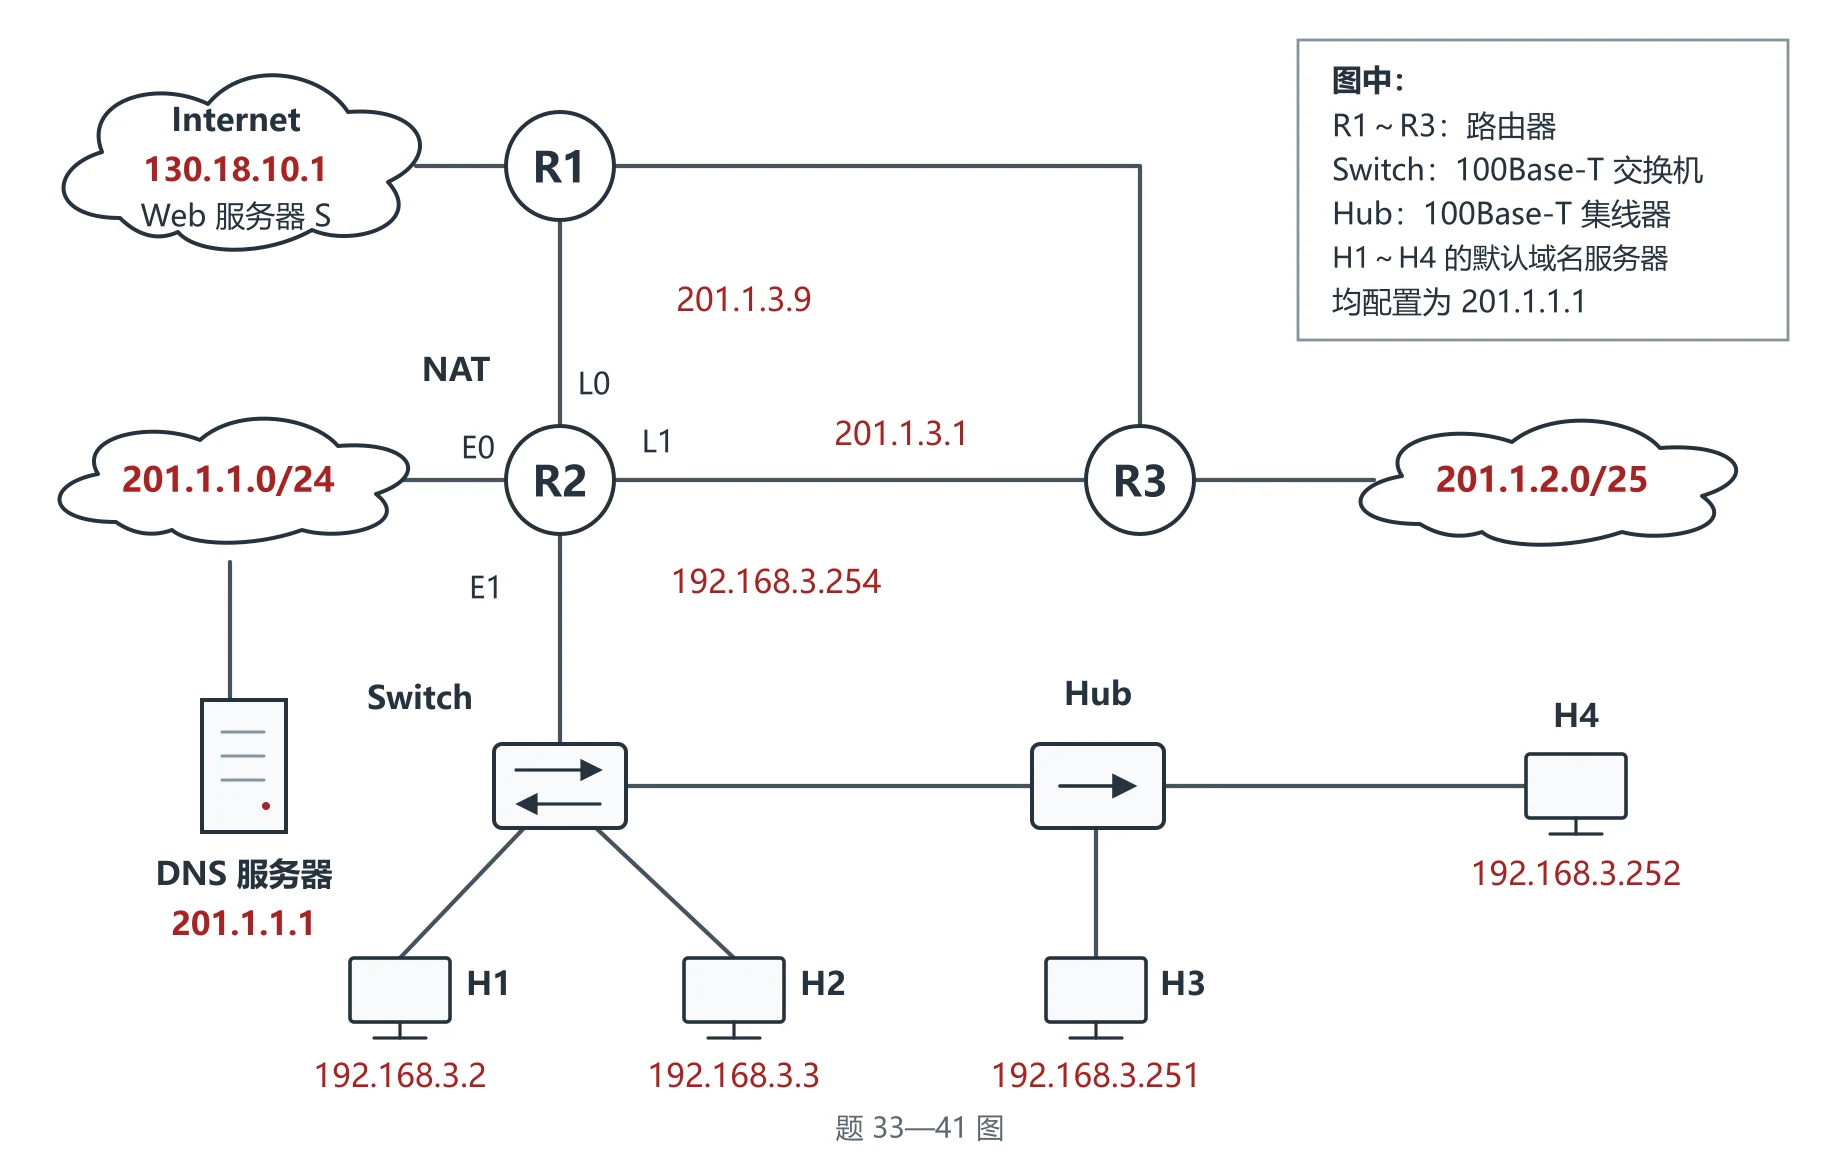 Internet
130.18.10.1
Web 服务器 S
R1
图中：
R1～R3：路由器
Switch：100Base-T 交换机
Hub：100Base-T 集线器
H1～H4 的默认域名服务器
均配置为 201.1.1.1
201.1.3.9
NAT
L0
E0
L1
201.1.3.1
201.1.1.0/24
R2
R3
201.1.2.0/25
E1
192.168.3.254
Switch
Hub
H4
DNS 服务器
201.1.1.1
192.168.3.252
H1
H2
H3
192.168.3.2
192.168.3.3
192.168.3.251
题 33—41 图